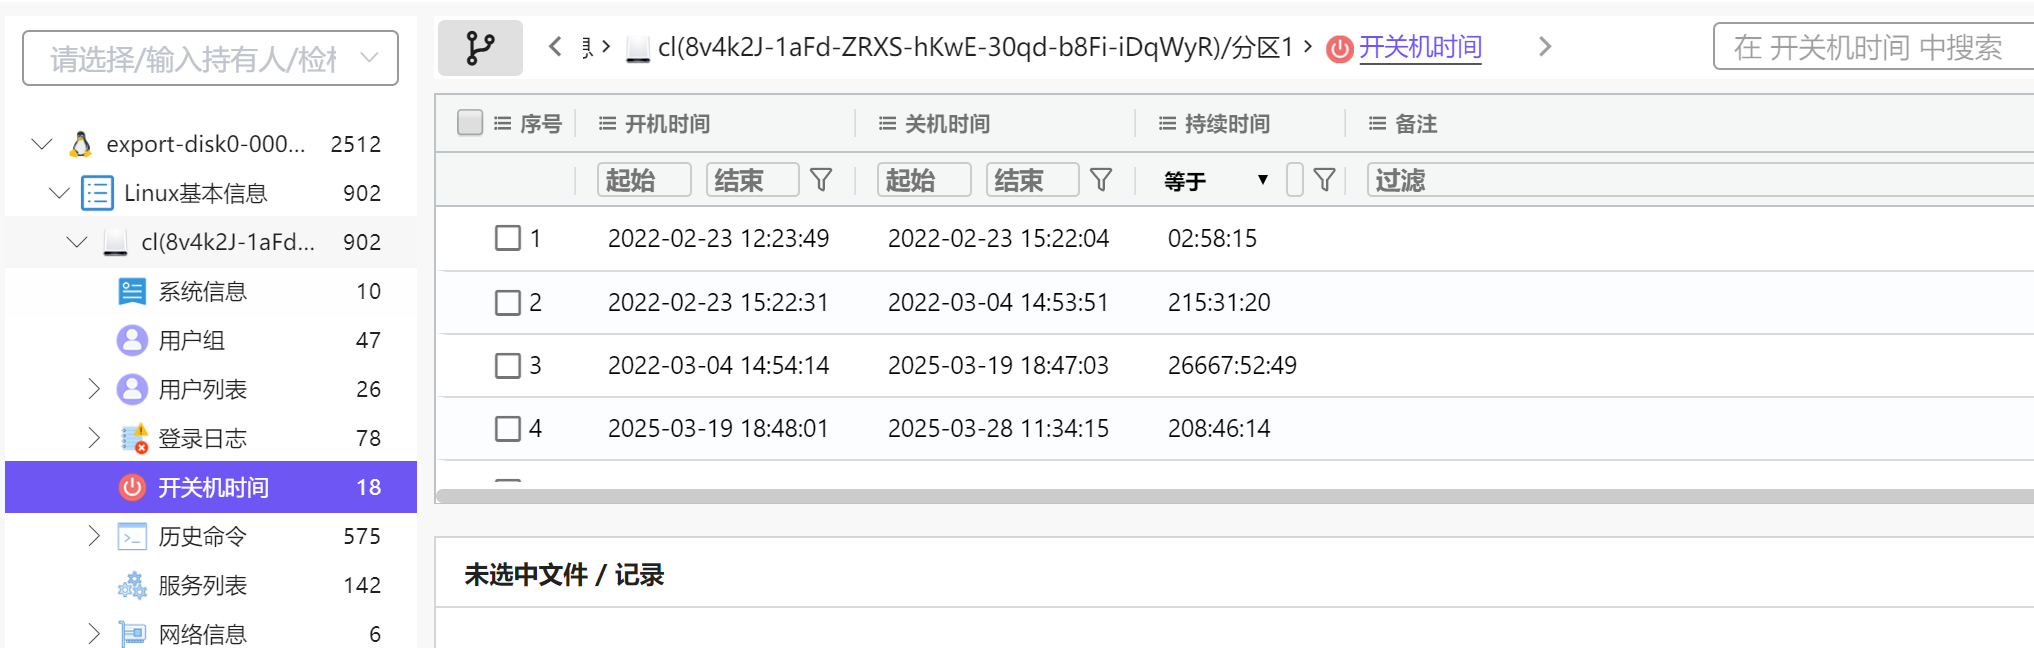 请选择/输入持有人/检
cl(8v4k2J-1aFd-ZRXS-hKwE-30qd-b8Fi-iDqWyR)/分区1 › 开关机时间
在 开关机时间 中搜索
export-disk0-000... 2512
Linux基本信息 902
cl(8v4k2J-1aFd... 902
系统信息 10
用户组 47
用户列表 26
登录日志 78
开关机时间 18
历史命令 575
服务列表 142
网络信息 6
序号 开机时间 关机时间 持续时间 备注
起始 结束 起始 结束 等于 过滤
1 2022-02-23 12:23:49 2022-02-23 15:22:04 02:58:15
2 2022-02-23 15:22:31 2022-03-04 14:53:51 215:31:20
3 2022-03-04 14:54:14 2025-03-19 18:47:03 26667:52:49
4 2025-03-19 18:48:01 2025-03-28 11:34:15 208:46:14
未选中文件 / 记录